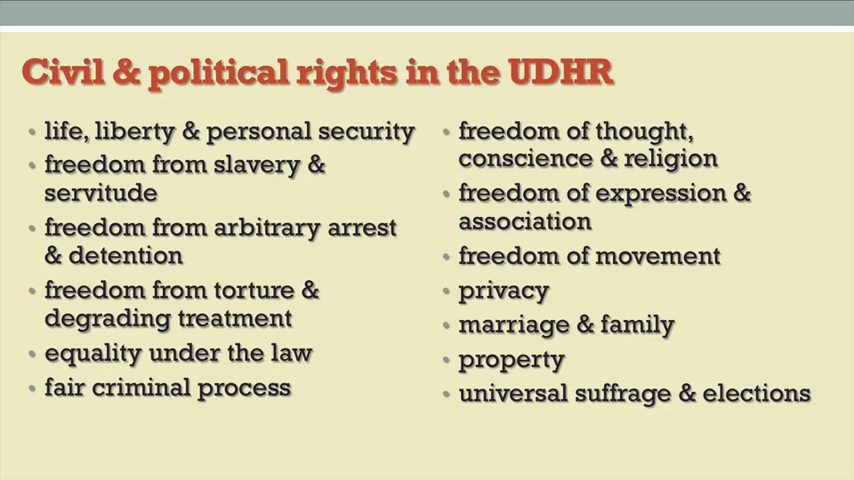 Civil & political rights in the UDHR
• life, liberty & personal security
• freedom from slavery &
servitude
• freedom from arbitrary arrest
& detention
• freedom from torture &
degrading treatment
• equality under the law
• fair criminal process
• freedom of thought,
conscience & religion
• freedom of expression &
association
• freedom of movement
• privacy
• marriage & family
• property
• universal suffrage & elections